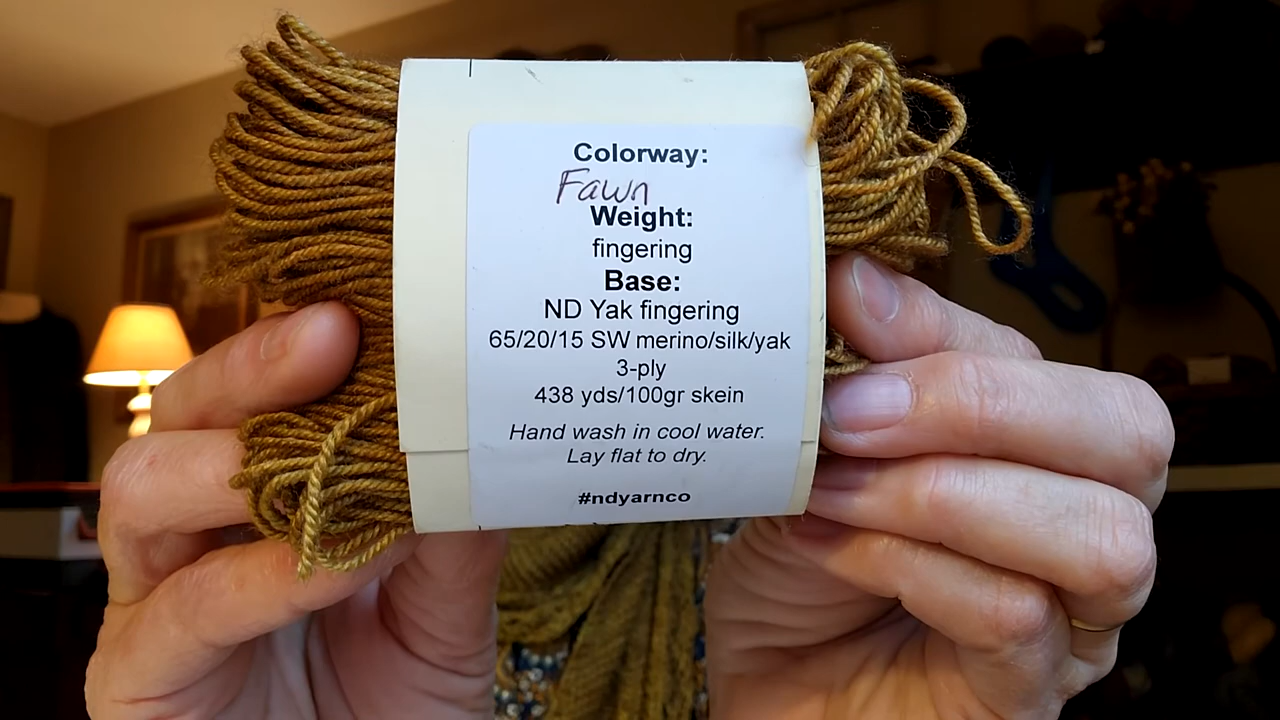 Colorway:
Fawn
Weight:
fingering
Base:
ND Yak fingering
65/20/15 SW merino/silk/yak
3-ply
438 yds/100gr skein
Hand wash in cool water.
Lay flat to dry.
#ndyarnco